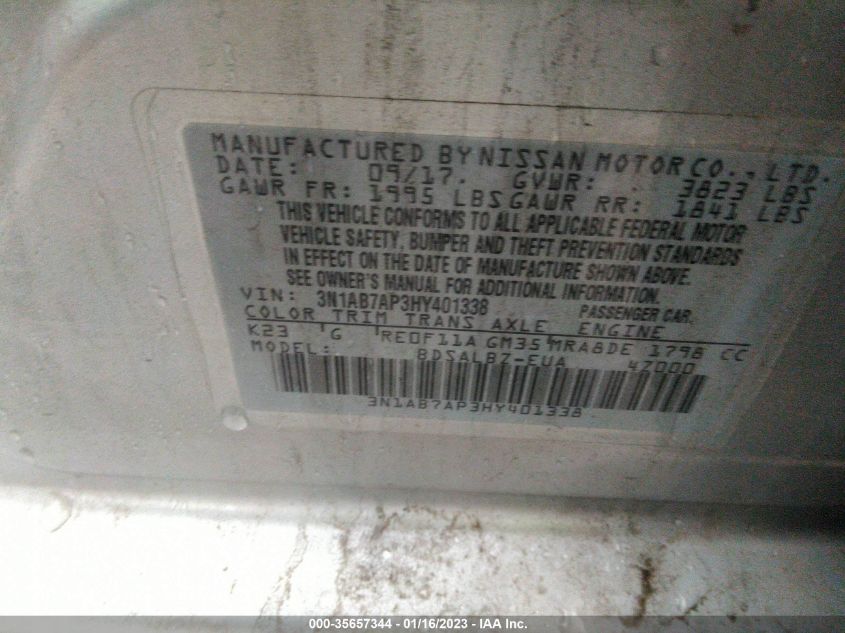 MANUFACTURED BY NISSAN MOTOR CO., LTD.
DATE: 09/17. GVWR: 3823 LBS
GAWR FR: 1995 LBS GAWR RR: 1841 LBS
THIS VEHICLE CONFORMS TO ALL APPLICABLE FEDERAL MOTOR
VEHICLE SAFETY, BUMPER AND THEFT PREVENTION STANDARDS
IN EFFECT ON THE DATE OF MANUFACTURE SHOWN ABOVE.
SEE OWNER'S MANUAL FOR ADDITIONAL INFORMATION.
VIN: 3N1AB7AP3HY401338 PASSENGER CAR.
COLOR TRIM TRANS AXLE ENGINE
K23 G RE0F11A GM35 MRA8DE 1798 CC
MODEL: BDSALBZ-EUA 47000
3N1AB7AP3HY401338
000-35657344 - 01/16/2023 - IAA Inc.